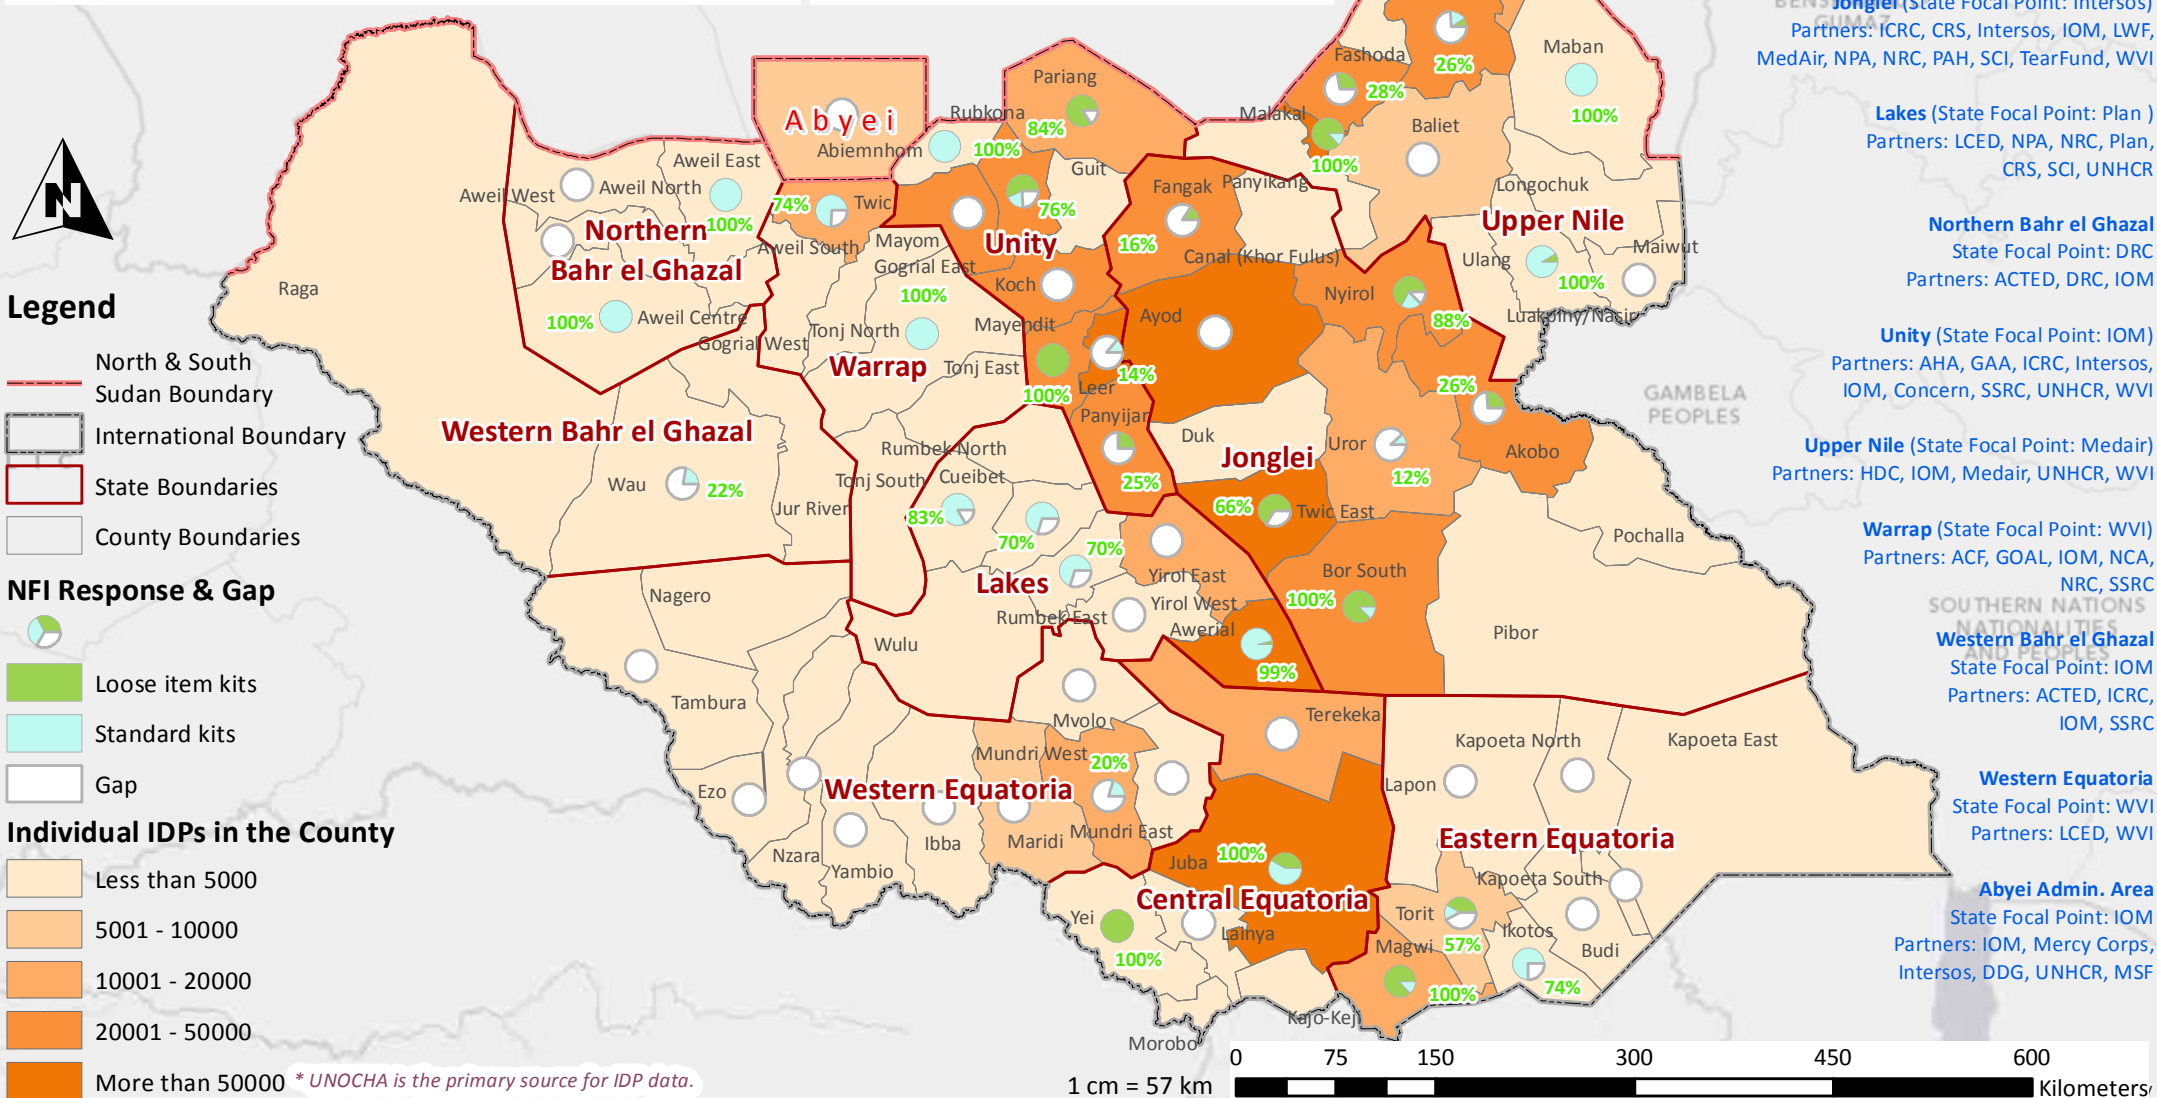 N
Legend
North & South
Sudan Boundary
International Boundary
State Boundaries
County Boundaries
NFI Response & Gap
Loose item kits
Standard kits
Gap
Individual IDPs in the County
Less than 5000
5001 - 10000
10001 - 20000
20001 - 50000
More than 50000
* UNOCHA is the primary source for IDP data.
Abyei
Raga
Aweil West
Aweil North
Aweil East
100%
Northern
Bahr el Ghazal
Aweil South
100%
Aweil Centre
Gogrial West
Western Bahr el Ghazal
Wau
22%
Jur River
74%
Twic
Mayom
Gogrial East
100%
Tonj North
Warrap
Tonj East
Tonj South
Pariang
84%
Rubkona
Abiemnhom
100%
Guit
76%
Unity
Koch
Mayendit
100%
Leer
14%
Panyijar
25%
Fashoda
28%
26%
Maban
100%
Malakal
100%
Baliet
Panyikang
Longochuk
Upper Nile
Ulang
Maiwut
100%
Luakpiny/Nasir
Fangak
16%
Canal (Khor Fulus)
Nyirol
88%
Ayod
26%
Akobo
Duk
Uror
12%
Jonglei
66%
Twic East
Pochalla
Bor South
100%
Pibor
Rumbek North
Cueibet
83%
70%
70%
Lakes
Yirol East
Rumbek East
Yirol West
Awerial
99%
Wulu
Nagero
Tambura
Ezo
Nzara
Yambio
Ibba
Western Equatoria
Maridi
Mundri West
20%
Mundri East
Mvolo
Terekeka
Juba
100%
Central Equatoria
Lainya
Yei
100%
Morobo
Kajo-Keji
Kapoeta North
Kapoeta East
Lapon
Eastern Equatoria
Kapoeta South
Torit
57%
Ikotos
Budi
74%
Magwi
100%
GAMBELA
PEOPLES
GUMAZ
SOUTHERN NATIONS
NATIONALITIES
AND PEOPLES
Jonglei (State Focal Point: Intersos)
Partners: ICRC, CRS, Intersos, IOM, LWF,
MedAir, NPA, NRC, PAH, SCI, TearFund, WVI
Lakes (State Focal Point: Plan )
Partners: LCED, NPA, NRC, Plan,
CRS, SCI, UNHCR
Northern Bahr el Ghazal
State Focal Point: DRC
Partners: ACTED, DRC, IOM
Unity (State Focal Point: IOM)
Partners: AHA, GAA, ICRC, Intersos,
IOM, Concern, SSRC, UNHCR, WVI
Upper Nile (State Focal Point: Medair)
Partners: HDC, IOM, Medair, UNHCR, WVI
Warrap (State Focal Point: WVI)
Partners: ACF, GOAL, IOM, NCA,
NRC, SSRC
Western Bahr el Ghazal
State Focal Point: IOM
Partners: ACTED, ICRC,
IOM, SSRC
Western Equatoria
State Focal Point: WVI
Partners: LCED, WVI
Abyei Admin. Area
State Focal Point: IOM
Partners: IOM, Mercy Corps,
Intersos, DDG, UNHCR, MSF
1 cm = 57 km
0 75 150 300 450 600
Kilometers